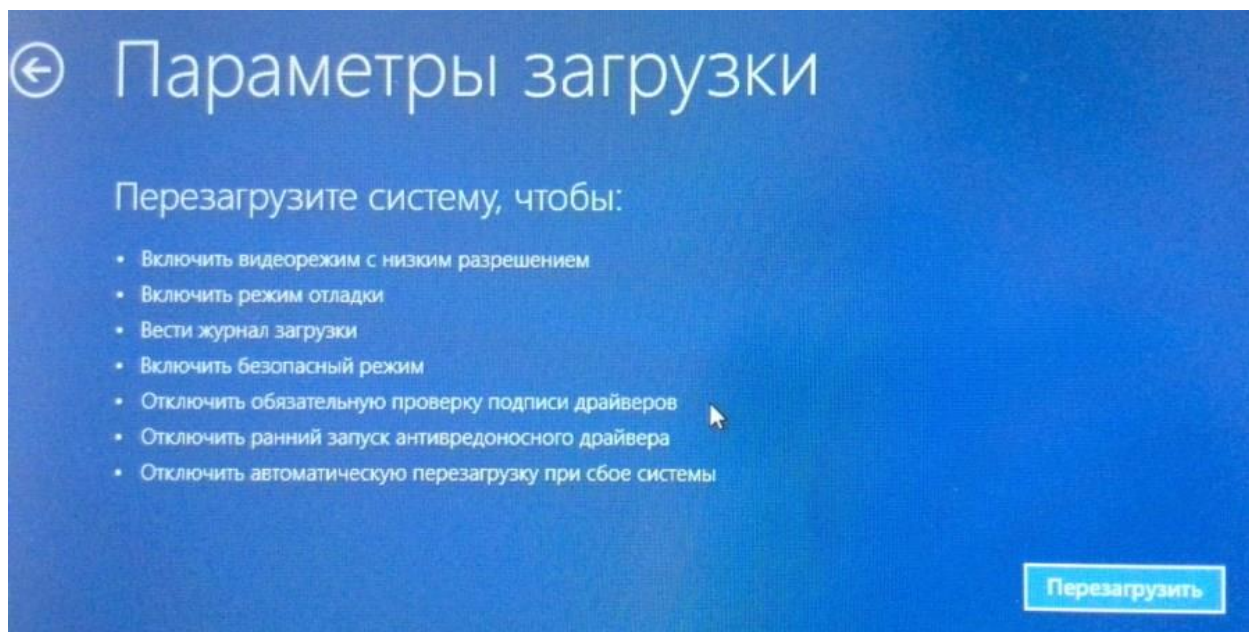 Параметры загрузки
Перезагрузите систему, чтобы:
• Включить видеорежим с низким разрешением
• Включить режим отладки
• Вести журнал загрузки
• Включить безопасный режим
• Отключить обязательную проверку подписи драйверов
• Отключить ранний запуск антивредоносного драйвера
• Отключить автоматическую перезагрузку при сбое системы
Перезагрузить